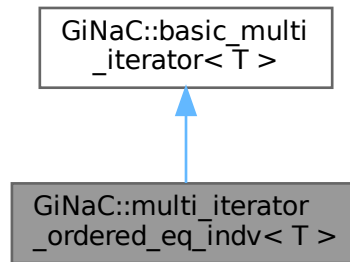 GiNaC::basic_multi
_iterator< T >
GiNaC::multi_iterator
_ordered_eq_indv< T >